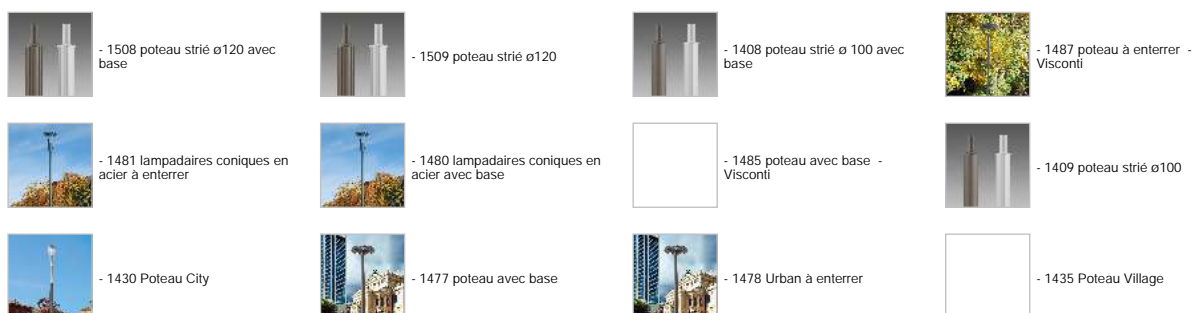 - 1508 poteau strié ø120 avec
base
- 1509 poteau strié ø120
- 1408 poteau strié ø 100 avec
base
- 1487 poteau à enterrer -
Visconti
- 1481 lampadaires coniques en
acier à enterrer
- 1480 lampadaires coniques en
acier avec base
- 1485 poteau avec base -
Visconti
- 1409 poteau strié ø100
- 1430 Poteau City
- 1477 poteau avec base
- 1478 Urban à enterrer
- 1435 Poteau Village